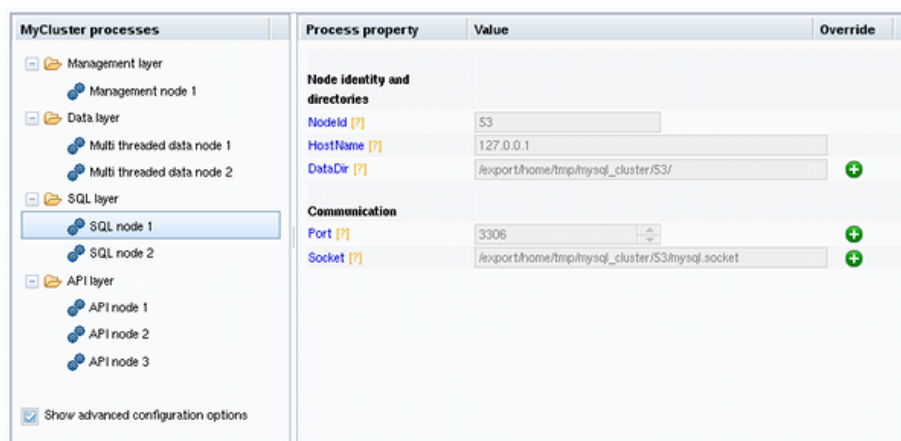 MyCluster processes
Management layer
Management node 1
Data layer
Multi threaded data node 1
Multi threaded data node 2
SQL layer
SQL node 1
SQL node 2
API layer
API node 1
API node 2
API node 3
Show advanced configuration options
Process property Value Override
Node identity and
directories
NodeId [?] 53
HostName [?] 127.0.0.1
DataDir [?] /export/home/tmp/mysql_cluster/53/
Communication
Port [?] 3306
Socket [?] /export/home/tmp/mysql_cluster/53/mysql.socket